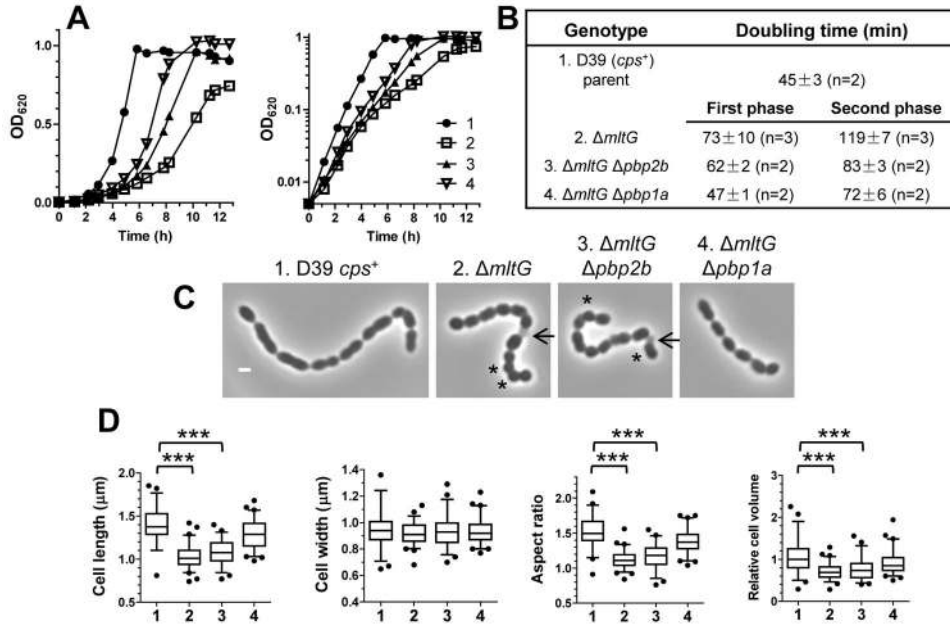 A
OD620
1.0
0.5
0.0
0 2 4 6 8 10 12
Time (h)
OD620
1
0.1
0.01
0 2 4 6 8 10 12
Time (h)
1
2
3
4
B
Genotype Doubling time (min)
1. D39 (cps+) parent 45±3 (n=2)
First phase Second phase
2. ΔmltG 73±10 (n=3) 119±7 (n=3)
3. ΔmltG Δpbp2b 62±2 (n=2) 83±3 (n=2)
4. ΔmltG Δpbp1a 47±1 (n=2) 72±6 (n=2)
C
1. D39 cps+
2. ΔmltG
3. ΔmltG
Δpbp2b
4. ΔmltG
Δpbp1a
*
*
*
*
D
***
***
Cell length (μm)
2.0
1.5
1.0
0.5
1 2 3 4
Cell width (μm)
1.6
1.4
1.2
1.0
0.8
0.6
0.4
1 2 3 4
***
***
Aspect ratio
2.5
2.0
1.5
1.0
0.5
1 2 3 4
***
***
Relative cell volume
3
2
1
0
1 2 3 4